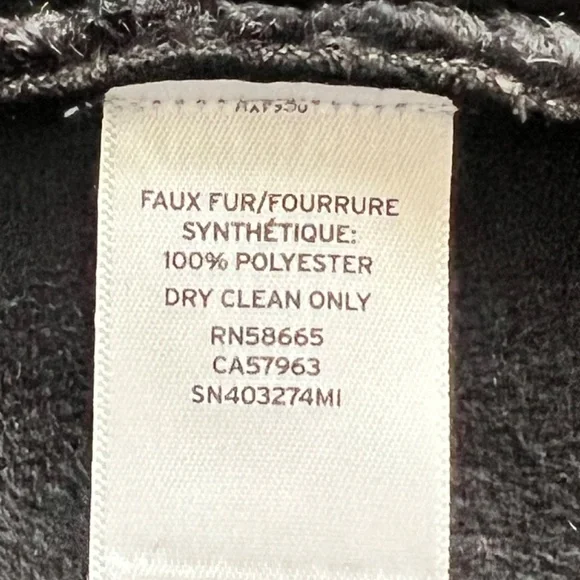 FAUX FUR/FOURRURE
SYNTHÉTIQUE:
100% POLYESTER
DRY CLEAN ONLY
RN58665
CA57963
SN403274MI